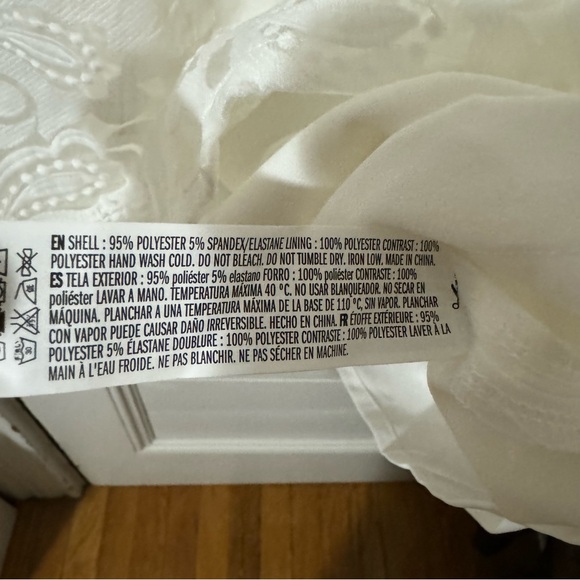 EN SHELL : 95% POLYESTER 5% SPANDEX/ELASTANE LINING : 100% POLYESTER CONTRAST : 100%
POLYESTER HAND WASH COLD. DO NOT BLEACH. DO NOT TUMBLE DRY. IRON LOW. MADE IN CHINA.
ES TELA EXTERIOR : 95% poliéster 5% elastano FORRO : 100% poliéster CONTRASTE : 100%
poliéster LAVAR A MANO. TEMPERATURA MÁXIMA 40 °C. NO USAR BLANQUEADOR. NO SECAR EN
MÁQUINA. PLANCHAR A UNA TEMPERATURA MÁXIMA DE LA BASE DE 110 °C, SIN VAPOR. PLANCHAR
CON VAPOR PUEDE CAUSAR DAÑO IRREVERSIBLE. HECHO EN CHINA. FR ÉTOFFE EXTÉRIEURE : 95%
POLYESTER 5% ÉLASTANE DOUBLURE : 100% POLYESTER CONTRASTE : 100% POLYESTER LAVER À LA
MAIN À L'EAU FROIDE. NE PAS BLANCHIR. NE PAS SÉCHER EN MACHINE.